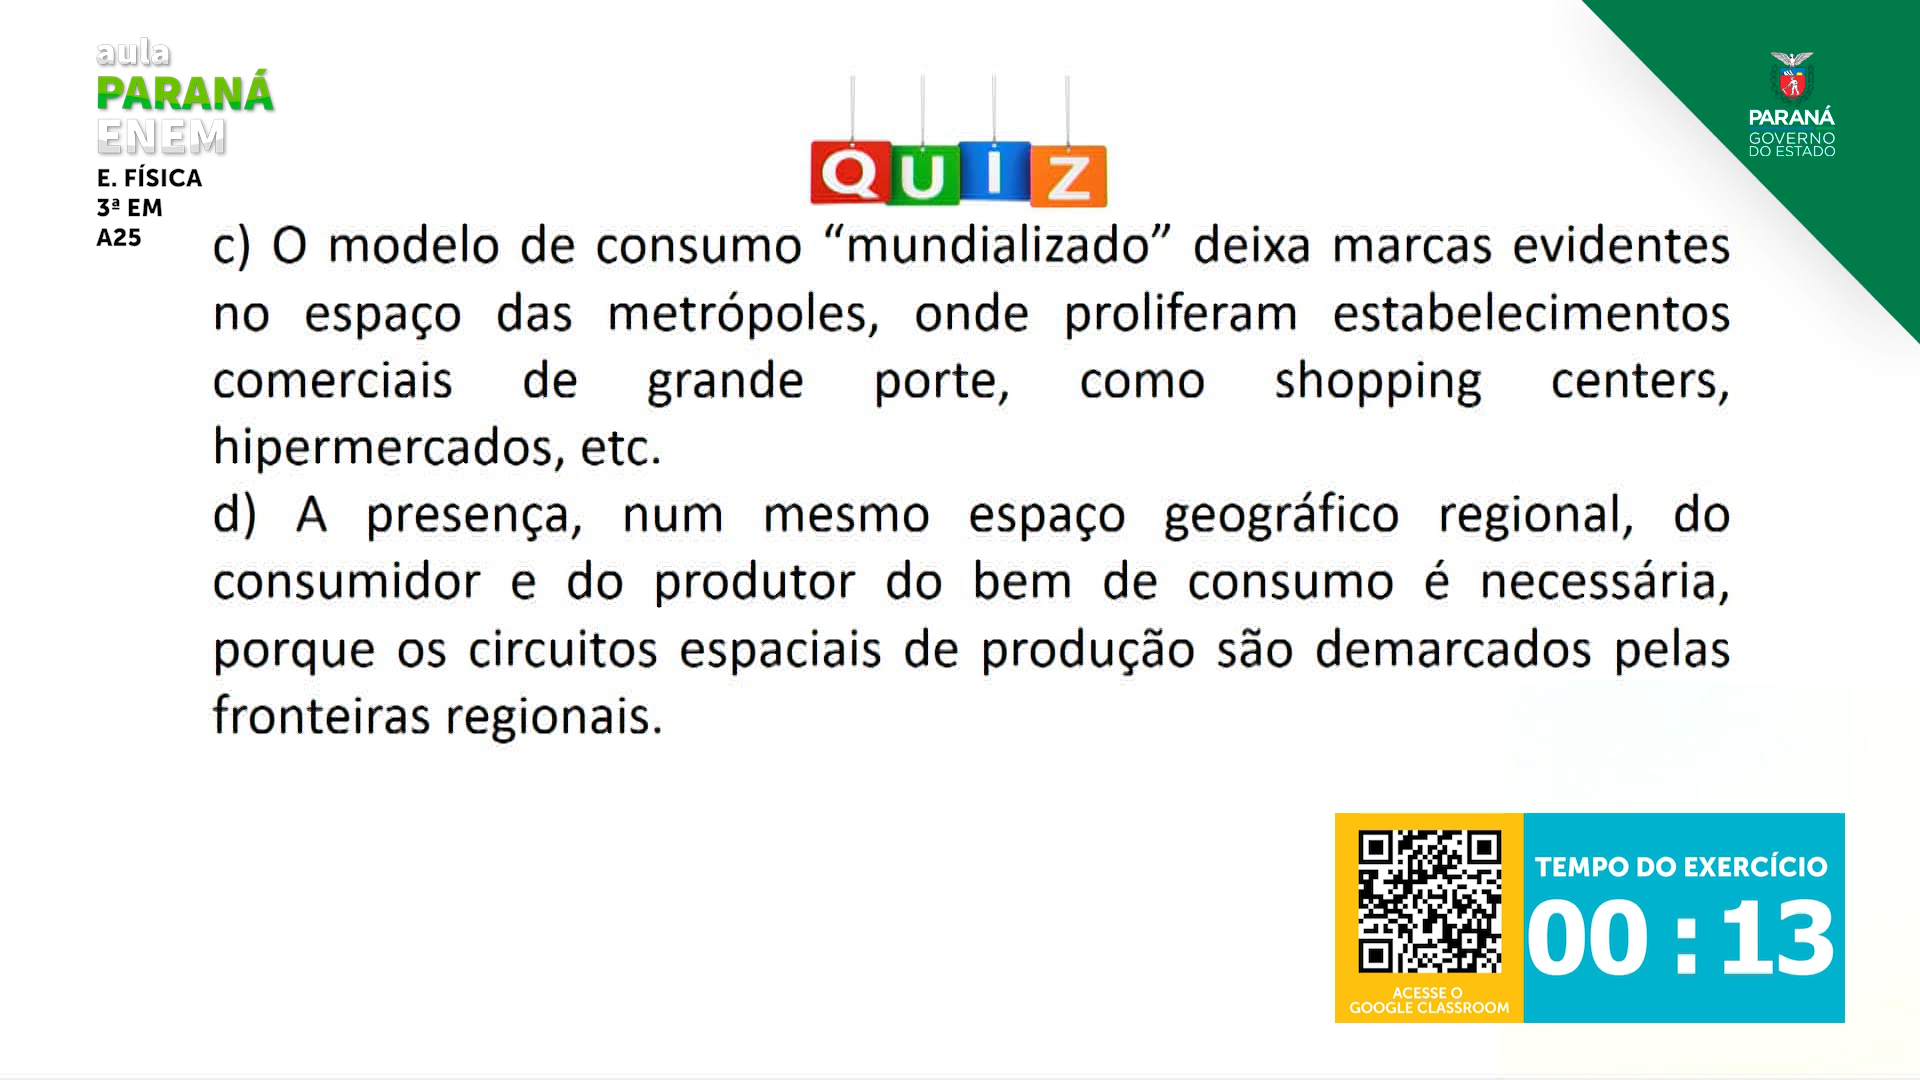 aula
PARANÁ
ENEM
E. FÍSICA
3ª EM
A25
QUIZ
PARANÁ
GOVERNO
DO ESTADO
c) O modelo de consumo “mundializado” deixa marcas evidentes
no espaço das metrópoles, onde proliferam estabelecimentos
comerciais de grande porte, como shopping centers,
hipermercados, etc.
d) A presença, num mesmo espaço geográfico regional, do
consumidor e do produtor do bem de consumo é necessária,
porque os circuitos espaciais de produção são demarcados pelas
fronteiras regionais.
ACESSE O
GOOGLE CLASSROOM
TEMPO DO EXERCÍCIO
00 : 13